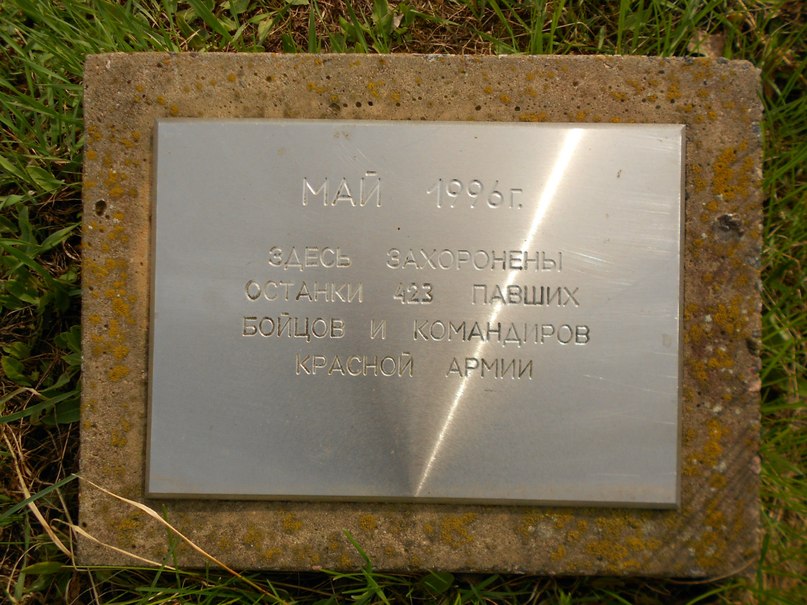 МАЙ 1996г.
ЗДЕСЬ ЗАХОРОНЕНЫ
ОСТАНКИ 423 ПАВШИХ
БОЙЦОВ И КОМАНДИРОВ
КРАСНОЙ АРМИИ